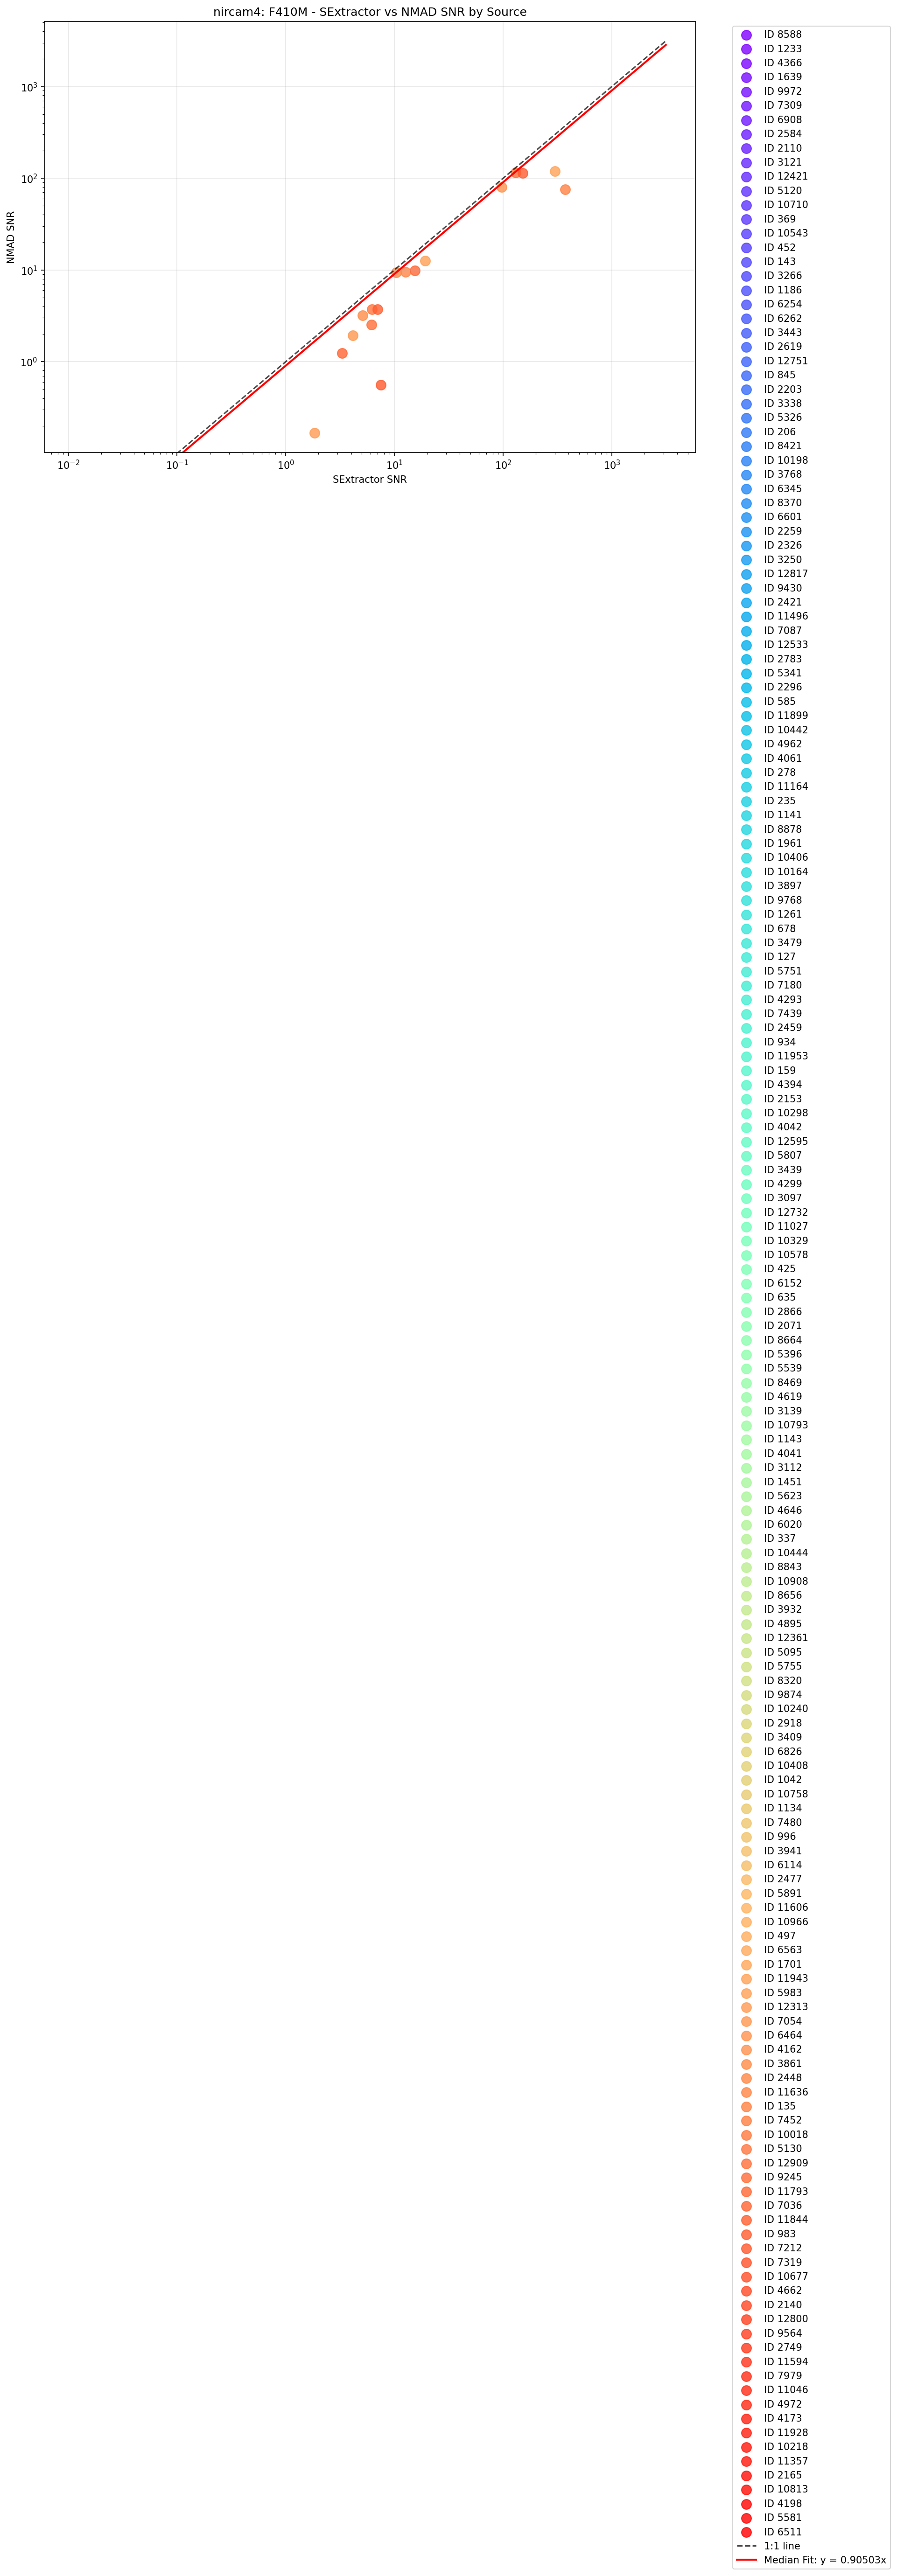 nircam4: F410M - SExtractor vs NMAD SNR by Source
NMAD SNR
10³
10²
10¹
10⁰
10⁻²
10⁻¹
10⁰
10¹
10²
10³
SExtractor SNR
ID 8588
ID 1233
ID 4366
ID 1639
ID 9972
ID 7309
ID 6908
ID 2584
ID 2110
ID 3121
ID 12421
ID 5120
ID 10710
ID 369
ID 10543
ID 452
ID 143
ID 3266
ID 1186
ID 6254
ID 6262
ID 3443
ID 2619
ID 12751
ID 845
ID 2203
ID 3338
ID 5326
ID 206
ID 8421
ID 10198
ID 3768
ID 6345
ID 8370
ID 6601
ID 2259
ID 2326
ID 3250
ID 12817
ID 9430
ID 2421
ID 11496
ID 7087
ID 12533
ID 2783
ID 5341
ID 2296
ID 585
ID 11899
ID 10442
ID 4962
ID 4061
ID 278
ID 11164
ID 235
ID 1141
ID 8878
ID 1961
ID 10406
ID 10164
ID 3897
ID 9768
ID 1261
ID 678
ID 3479
ID 127
ID 5751
ID 7180
ID 4293
ID 7439
ID 2459
ID 934
ID 11953
ID 159
ID 4394
ID 2153
ID 10298
ID 4042
ID 12595
ID 5807
ID 3439
ID 4299
ID 3097
ID 12732
ID 11027
ID 10329
ID 10578
ID 425
ID 6152
ID 635
ID 2866
ID 2071
ID 8664
ID 5396
ID 5539
ID 8469
ID 4619
ID 3139
ID 10793
ID 1143
ID 4041
ID 3112
ID 1451
ID 5623
ID 4646
ID 6020
ID 337
ID 10444
ID 8843
ID 10908
ID 8656
ID 3932
ID 4895
ID 12361
ID 5095
ID 5755
ID 8320
ID 9874
ID 10240
ID 2918
ID 3409
ID 6826
ID 10408
ID 1042
ID 10758
ID 1134
ID 7480
ID 996
ID 3941
ID 6114
ID 2477
ID 5891
ID 11606
ID 10966
ID 497
ID 6563
ID 1701
ID 11943
ID 5983
ID 12313
ID 7054
ID 6464
ID 4162
ID 3861
ID 2448
ID 11636
ID 135
ID 7452
ID 10018
ID 5130
ID 12909
ID 9245
ID 11793
ID 7036
ID 11844
ID 983
ID 7212
ID 7319
ID 10677
ID 4662
ID 2140
ID 12800
ID 9564
ID 2749
ID 11594
ID 7979
ID 11046
ID 4972
ID 4173
ID 11928
ID 10218
ID 11357
ID 2165
ID 10813
ID 4198
ID 5581
ID 6511
1:1 line
Median Fit: y = 0.90503x